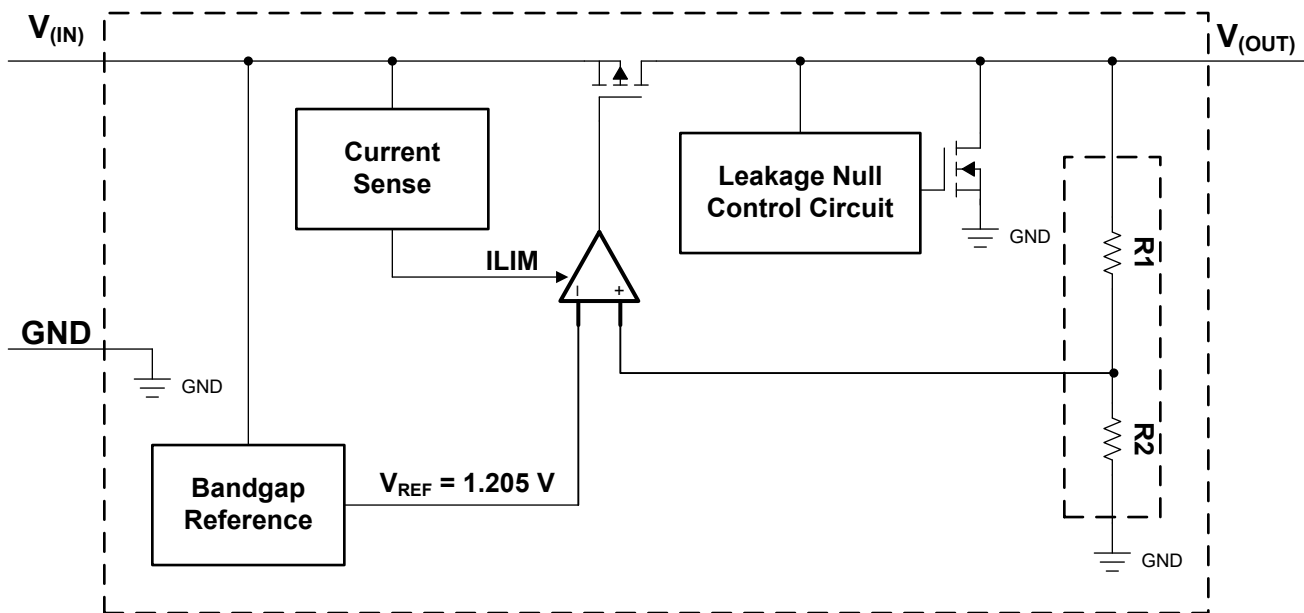 V(IN)
V(OUT)
Current
Sense
Leakage Null
Control Circuit
GND
R1
ILIM
- +
GND
GND
R2
Bandgap
Reference
VREF = 1.205 V
GND